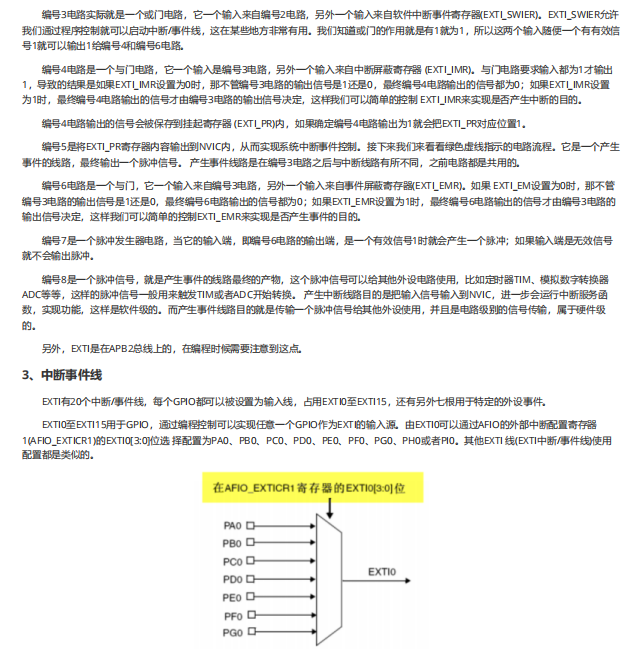 编号3电路实际就是一个或门电路，它一个输入来自编号2电路，另外一个输入来自软件中断事件寄存器(EXTI_SWIER)。EXTI_SWIER允许
我们通过程序控制就可以启动中断/事件线，这在某些地方非常有用。我们知道或门的作用就是有1就为1，所以这两个输入随便一个有有效信
号1就可以输出1给编号4和编号6电路。
编号4电路是一个与门电路，它一个输入是编号3电路，另外一个输入来自中断屏蔽寄存器 (EXTI_IMR)。与门电路要求输入都为1才输出
1，导致的结果是如果EXTI_IMR设置为0时，那不管编号3电路的输出信号是1还是0，最终编号4电路输出的信号都为0；如果EXTI_IMR设置
为1时，最终编号4电路输出的信号才由编号3电路的输出信号决定，这样我们可以简单的控制 EXTI_IMR来实现是否产生中断的目的。
编号4电路输出的信号会被保存到挂起寄存器 (EXTI_PR)内，如果确定编号4电路输出为1就会把EXTI_PR对应位置1。
编号5是将EXTI_PR寄存器内容输出到NVIC内，从而实现系统中断事件控制。接下来我们来看看绿色虚线指示的电路流程。它是一个产生事
件的线路，最终输出一个脉冲信号。 产生事件线路是在编号3电路之后与中断线路有所不同，之前电路都是共用的。
编号6电路是一个与门，它一个输入来自编号3电路，另外一个输入来自事件屏蔽寄存器(EXTI_EMR)。如果 EXTI_EM设置为0时，那不管
编号3电路的输出信号是1还是0，最终编号6电路输出的信号都为0；如果EXTI_EMR设置为1时，最终编号6电路输出的信号才由编号3电路的
输出信号决定，这样我们可以简单的控制EXTI_EMR来实现是否产生事件的目的。
编号7是一个脉冲发生器电路，当它的输入端，即编号6电路的输出端，是一个有效信号1时就会产生一个脉冲；如果输入端是无效信号
就不会输出脉冲。
编号8是一个脉冲信号，就是产生事件的线路最终的产物，这个脉冲信号可以给其他外设电路使用，比如定时器TIM、模拟数字转换器
ADC等等，这样的脉冲信号一般用来触发TIM或者ADC开始转换。 产生中断线路目的是把输入信号输入到NVIC，进一步会运行中断服务函
数，实现功能，这样是软件级的。而产生事件线路目的就是传输一个脉冲信号给其他外设使用，并且是电路级别的信号传输，属于硬件级
的。
另外，EXTI是在APB2总线上的，在编程时候需要注意到这点。
3、中断事件线
EXTI有20个中断/事件线，每个GPIO都可以被设置为输入线，占用EXTI0至EXTI15，还有另外七根用于特定的外设事件。
EXTI0至EXTI15用于GPIO，通过编程控制可以实现任意一个GPIO作为EXTI的输入源。由EXTI0可以通过AFIO的外部中断配置寄存器
1(AFIO_EXTICR1)的EXTI0[3:0]位选 择配置为PA0、PB0、PC0、PD0、PE0、PF0、PG0、PH0或者PI0。其他EXTI 线(EXTI中断/事件线)使用
配置都是类似的。
在AFIO_EXTICR1寄存器的EXTI0[3:0]位
PA0
PB0
PC0
PD0
EXTI0
PE0
PF0
PG0